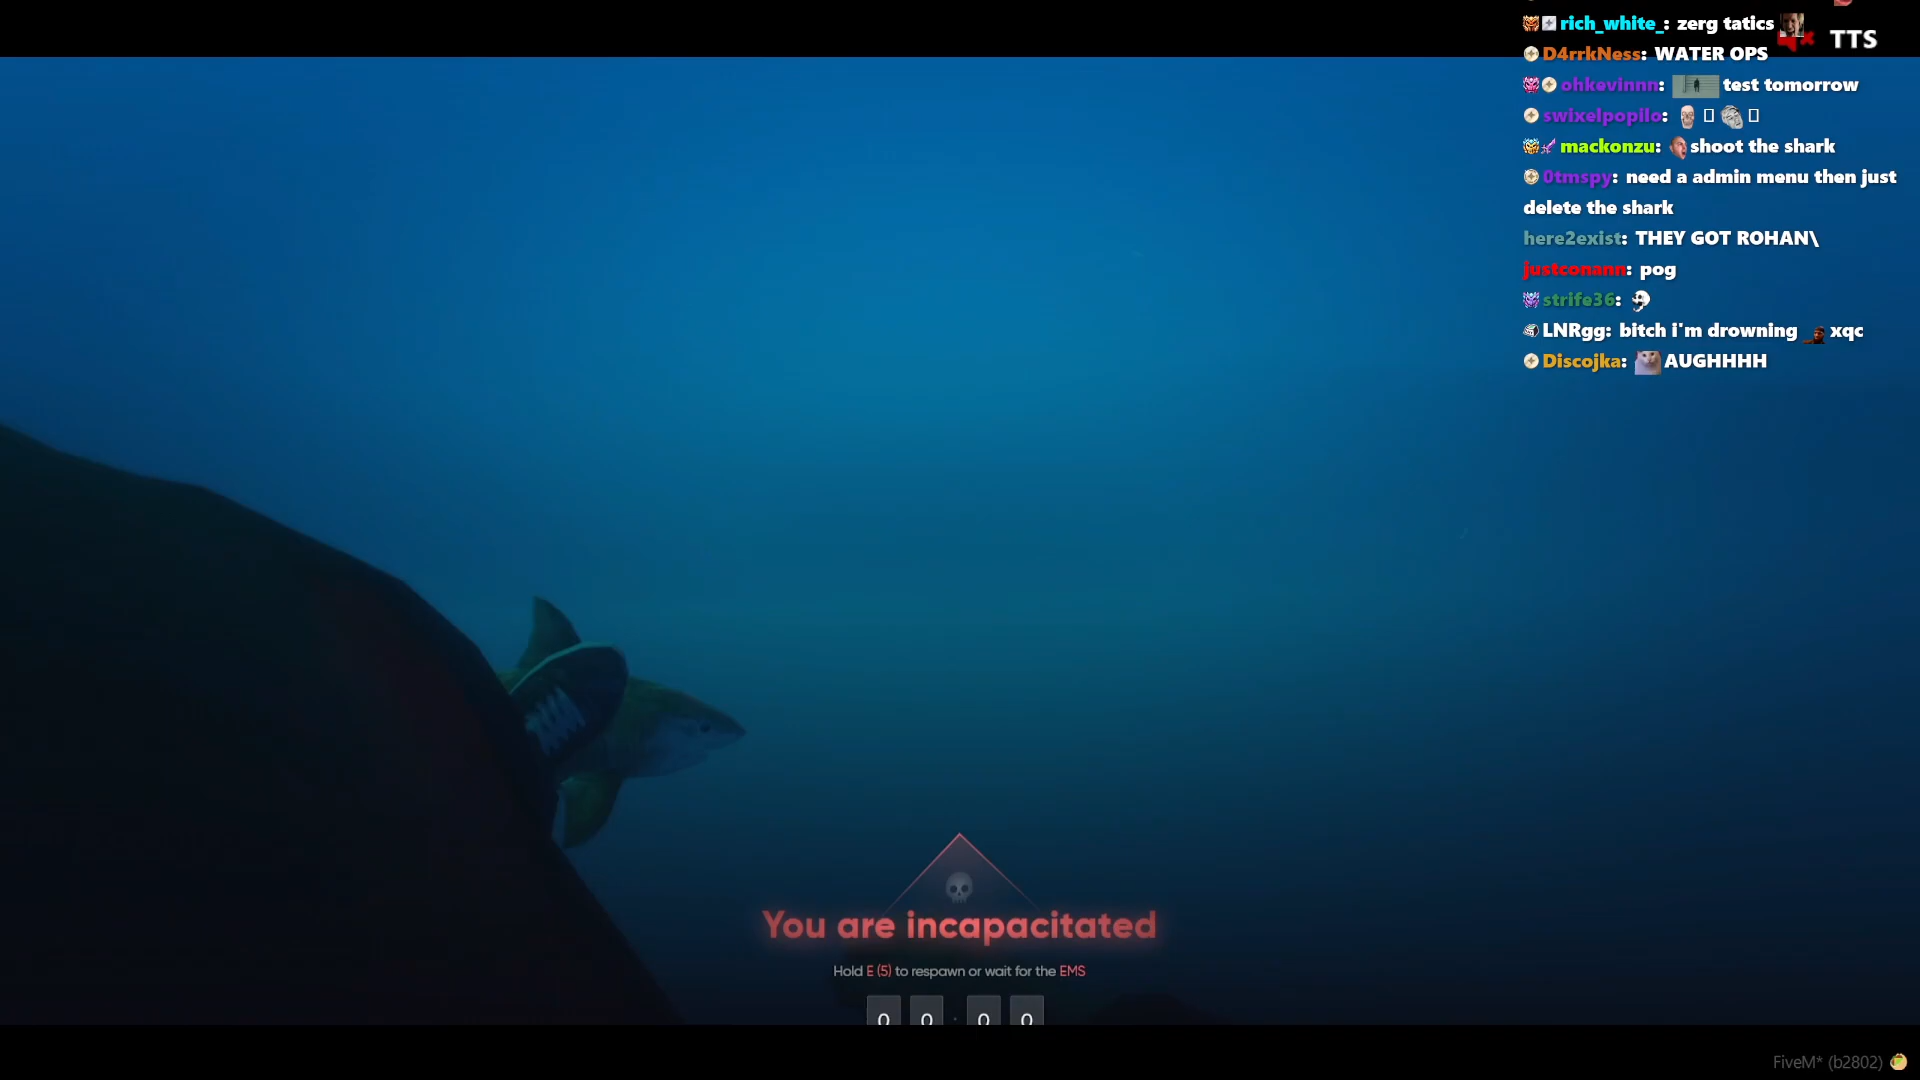 rich_white_: zerg tatics
TTS
D4rrkNess: WATER OPS
ohkevinnn: test tomorrow
swixelpopilo:
mackonzu: shoot the shark
0tmspy: need a admin menu then just
delete the shark
here2exist: THEY GOT ROHAN\
justconann: pog
strife36:
LNRgg: bitch i'm drowning xqc
Discojka: AUGHHHH
You are incapacitated
Hold E (5) to respawn or wait for the EMS
0 0 : 0 0
FiveM* (b2802)